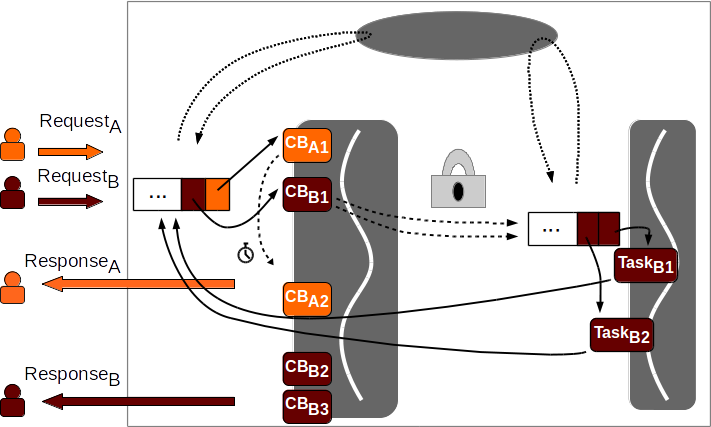 Request_A
CB_A1
Request_B
...
CB_B1
...
Response_A
Task_B1
CB_A2
Task_B2
Response_B
CB_B2
CB_B3